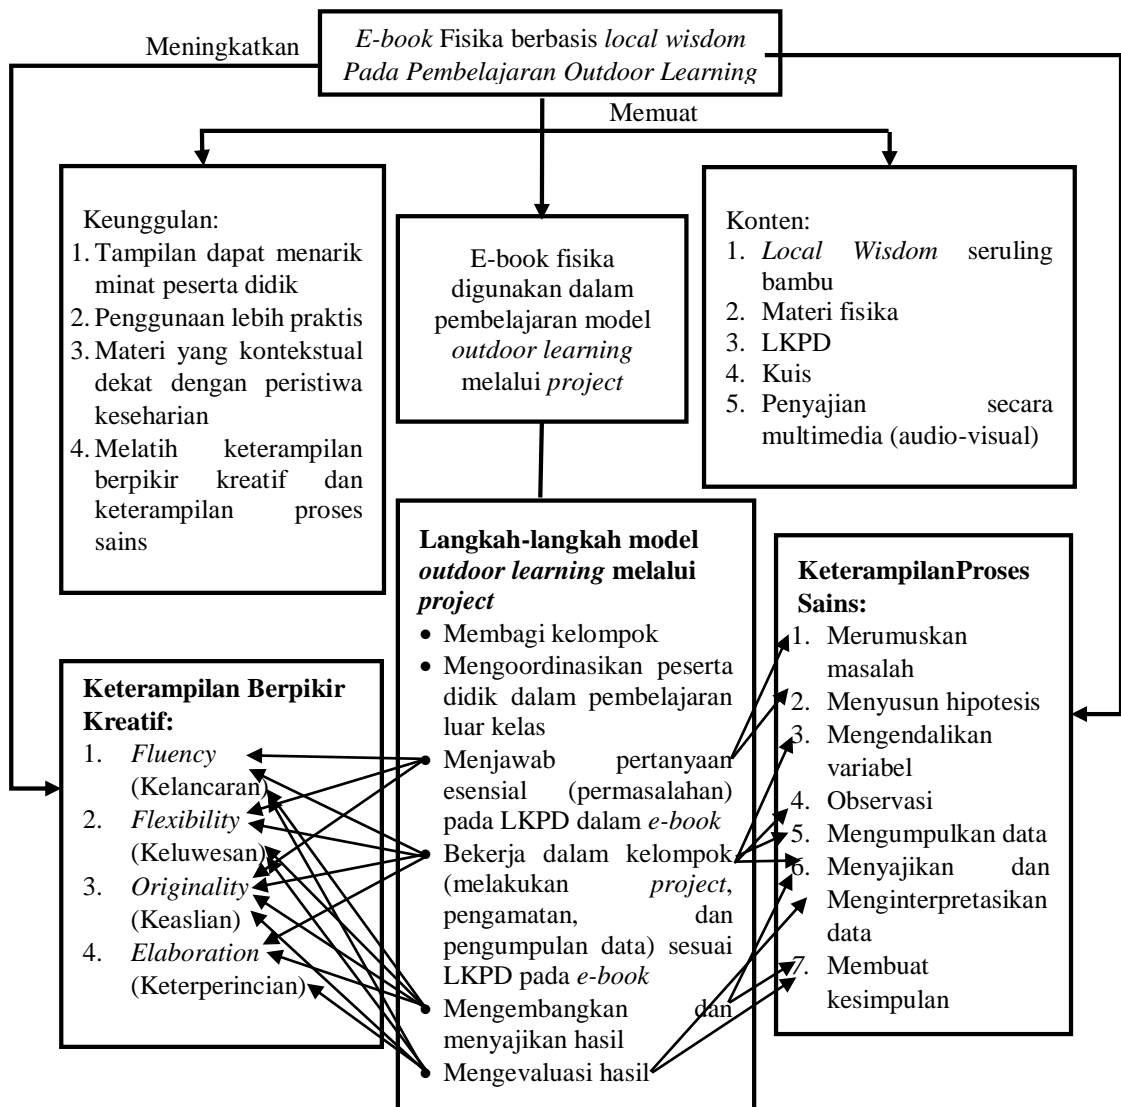 Meningkatkan
E-book Fisika berbasis local wisdom
Pada Pembelajaran Outdoor Learning
Memuat
Keunggulan:
1. Tampilan dapat menarik
minat peserta didik
2. Penggunaan lebih praktis
3. Materi yang kontekstual
dekat dengan peristiwa
keseharian
4. Melatih keterampilan
berpikir kreatif dan
keterampilan proses
sains
E-book fisika
digunakan dalam
pembelajaran model
outdoor learning
melalui project
Konten:
1. Local Wisdom seruling
bambu
2. Materi fisika
3. LKPD
4. Kuis
5. Penyajian secara
multimedia (audio-visual)
Keterampilan Berpikir
Kreatif:
1. Fluency
(Kelancaran)
2. Flexibility
(Keluwesan)
3. Originality
(Keaslian)
4. Elaboration
(Keterperincian)
Langkah-langkah model
outdoor learning melalui
project
• Membagi kelompok
• Mengoordinasikan peserta
didik dalam pembelajaran
luar kelas
• Menjawab pertanyaan
esensial (permasalahan)
pada LKPD dalam e-book
• Bekerja dalam kelompok
(melakukan project,
pengamatan, dan
pengumpulan data) sesuai
LKPD pada e-book
• Mengembangkan dan
menyajikan hasil
• Mengevaluasi hasil
KeterampilanProses
Sains:
1. Merumuskan
masalah
2. Menyusun hipotesis
3. Mengendalikan
variabel
4. Observasi
5. Mengumpulkan data
6. Menyajikan dan
Menginterpretasikan
data
7. Membuat
kesimpulan